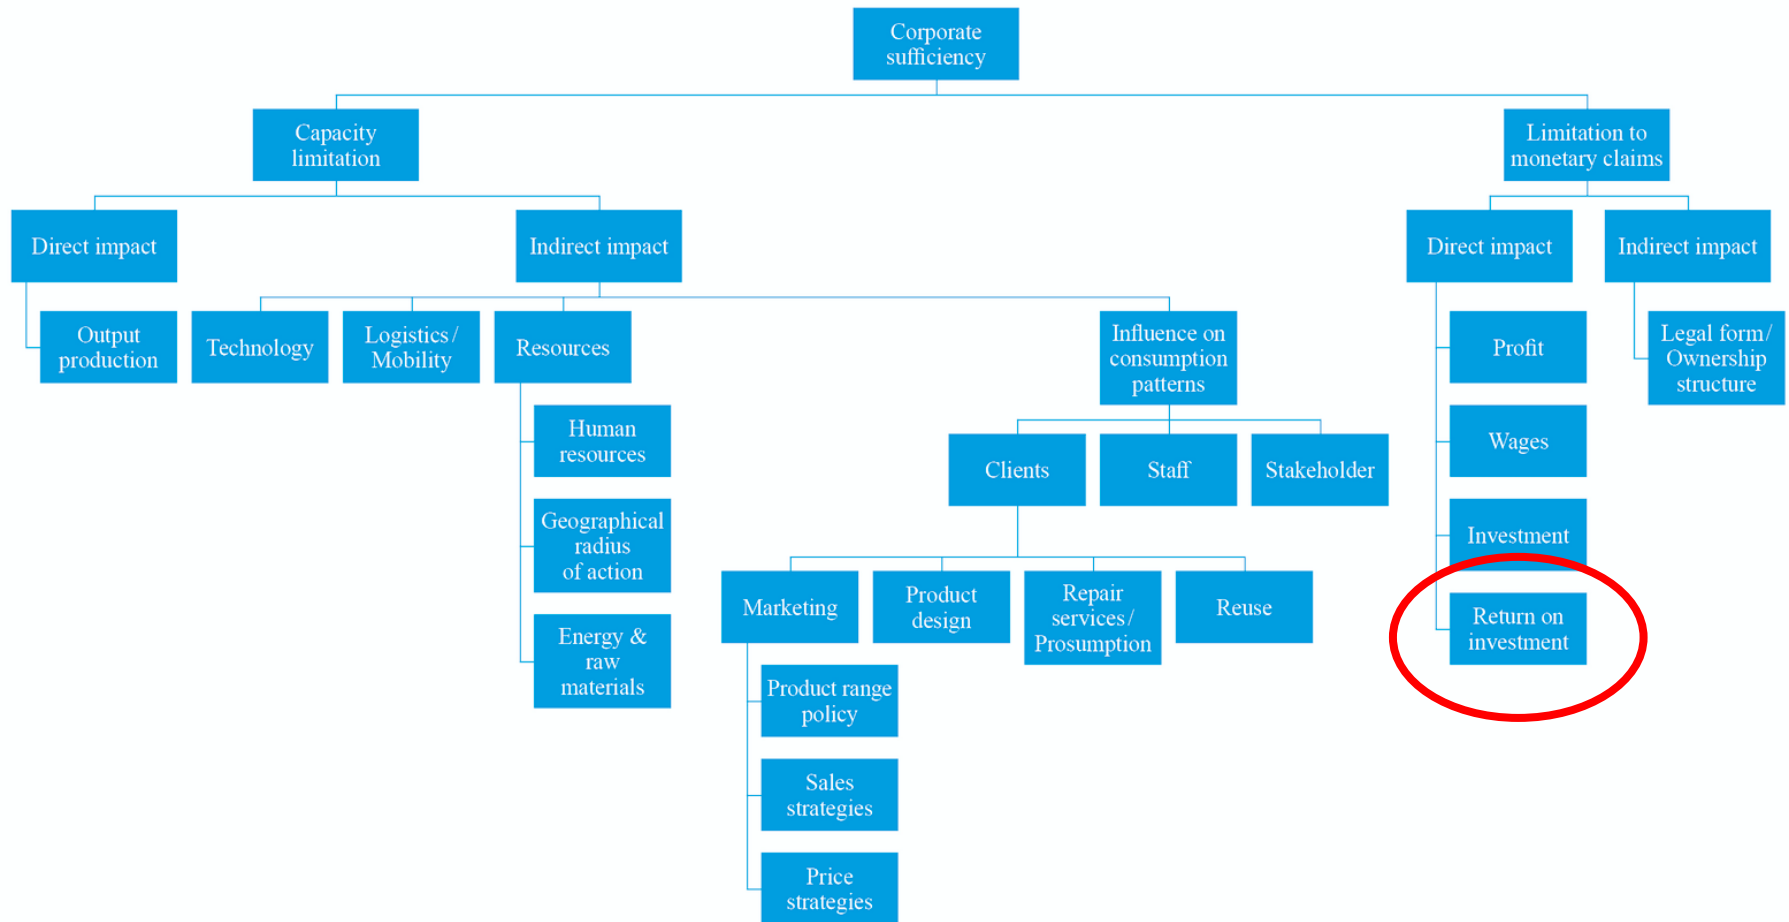 Corporate
sufficiency
Capacity
limitation
Limitation to
monetary claims
Direct impact
Indirect impact
Direct impact
Indirect impact
Output
production
Technology
Logistics/
Mobility
Resources
Influence on
consumption
patterns
Profit
Legal form/
Ownership
structure
Human
resources
Clients
Staff
Stakeholder
Wages
Geographical
radius
of action
Investment
Energy &
raw
materials
Marketing
Product
design
Repair
services/
Prosumption
Reuse
Return on
investment
Product range
policy
Sales
strategies
Price
strategies